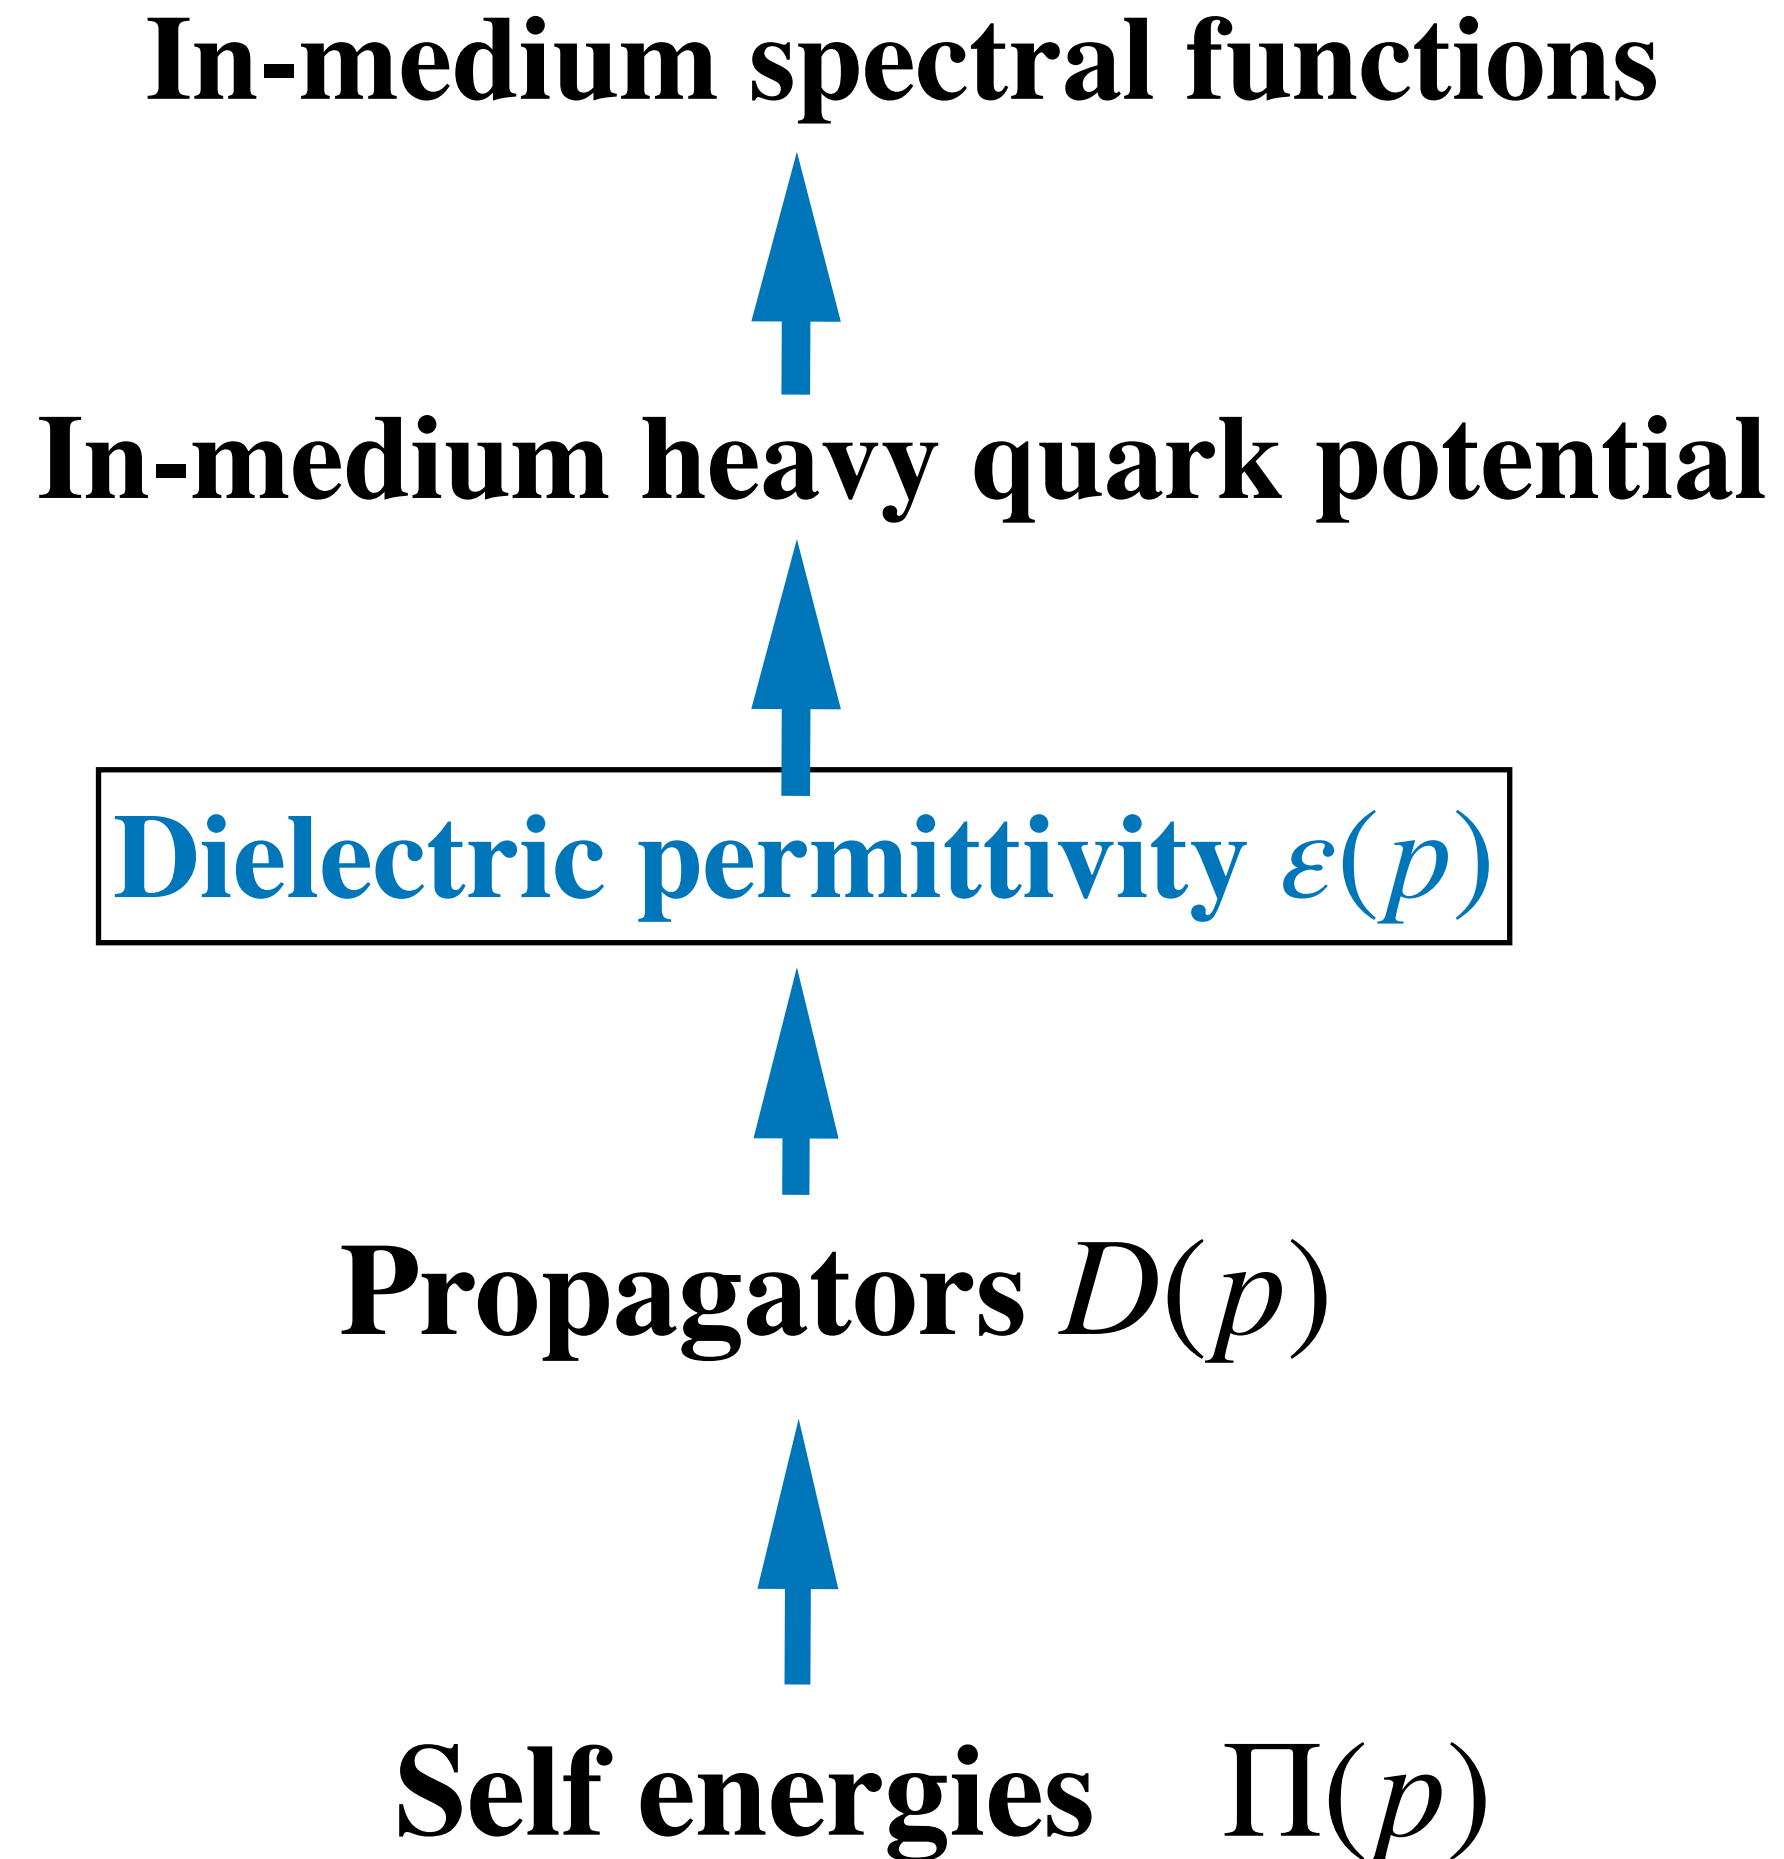 In-medium spectral functions
In-medium heavy quark potential
Dielectric permittivity ε(p)
Propagators D(p)
Self energies Π(p)